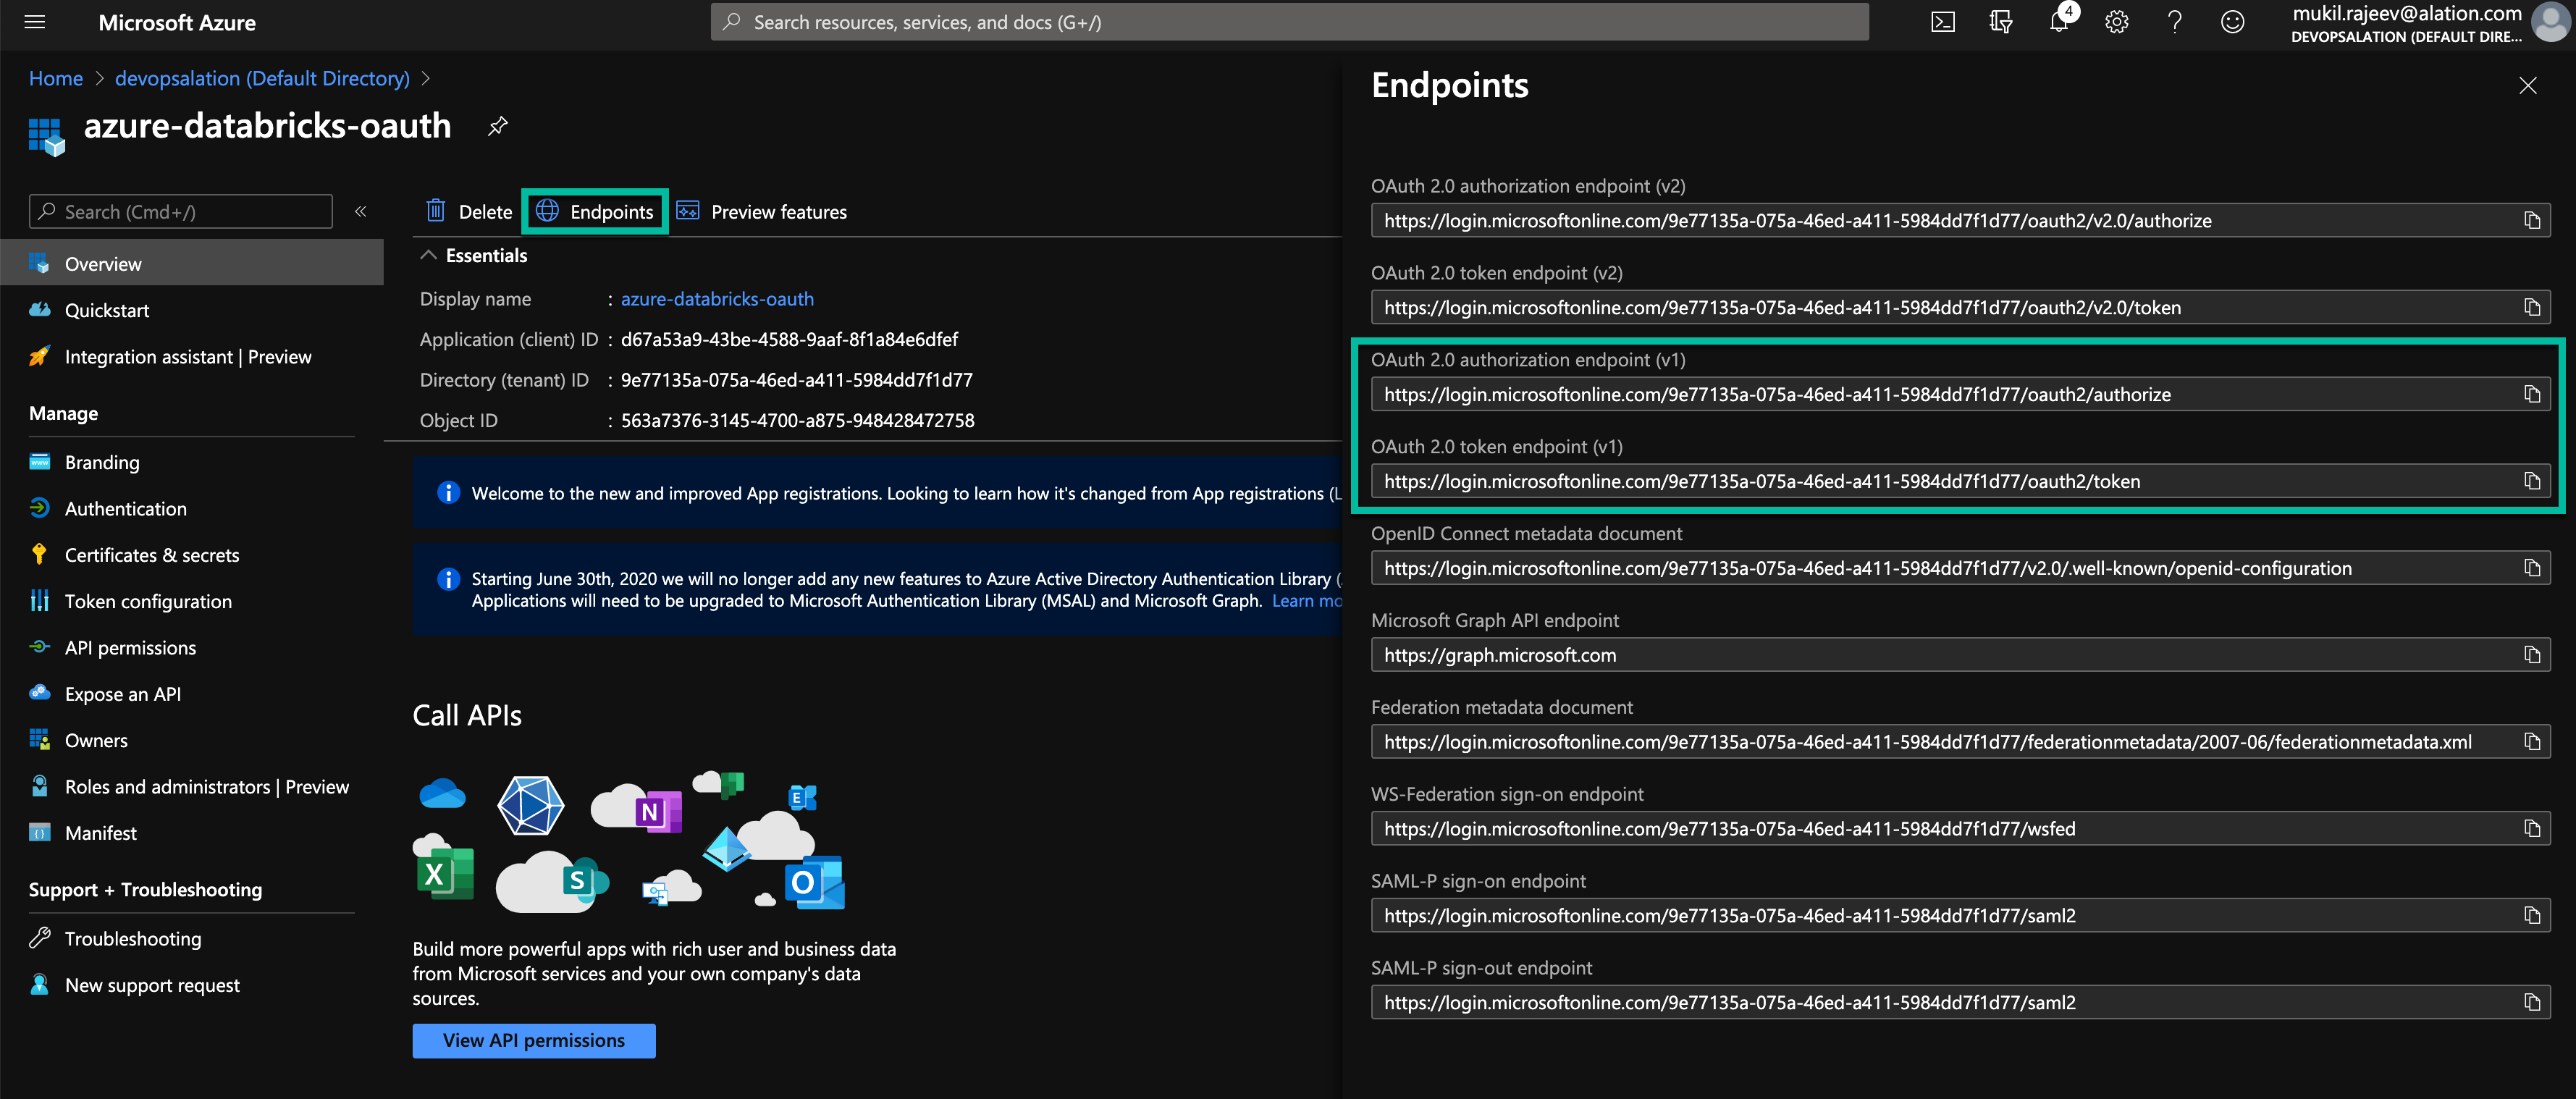 Microsoft Azure
Search resources, services, and docs (G+/)
4
mukil.rajeev@alation.com
DEVOPSALATION (DEFAULT DIRE...
Home > devopsalation (Default Directory) >
azure-databricks-oauth
Search (Cmd+/)
«
Overview
Quickstart
Integration assistant | Preview
Manage
Branding
Authentication
Certificates & secrets
Token configuration
API permissions
Expose an API
Owners
Roles and administrators | Preview
Manifest
Support + Troubleshooting
Troubleshooting
New support request
Delete
Endpoints
Preview features
Essentials
Display name : azure-databricks-oauth
Application (client) ID : d67a53a9-43be-4588-9aaf-8f1a84e6dfef
Directory (tenant) ID : 9e77135a-075a-46ed-a411-5984dd7f1d77
Object ID : 563a7376-3145-4700-a875-948428472758
Welcome to the new and improved App registrations. Looking to learn how it's changed from App registrations (L
Starting June 30th, 2020 we will no longer add any new features to Azure Active Directory Authentication Library (
Applications will need to be upgraded to Microsoft Authentication Library (MSAL) and Microsoft Graph. Learn mo
Call APIs
N
E
X
S
O
Build more powerful apps with rich user and business data
from Microsoft services and your own company's data
sources.
View API permissions
Endpoints
OAuth 2.0 authorization endpoint (v2)
https://login.microsoftonline.com/9e77135a-075a-46ed-a411-5984dd7f1d77/oauth2/v2.0/authorize
OAuth 2.0 token endpoint (v2)
https://login.microsoftonline.com/9e77135a-075a-46ed-a411-5984dd7f1d77/oauth2/v2.0/token
OAuth 2.0 authorization endpoint (v1)
https://login.microsoftonline.com/9e77135a-075a-46ed-a411-5984dd7f1d77/oauth2/authorize
OAuth 2.0 token endpoint (v1)
https://login.microsoftonline.com/9e77135a-075a-46ed-a411-5984dd7f1d77/oauth2/token
OpenID Connect metadata document
https://login.microsoftonline.com/9e77135a-075a-46ed-a411-5984dd7f1d77/v2.0/.well-known/openid-configuration
Microsoft Graph API endpoint
https://graph.microsoft.com
Federation metadata document
https://login.microsoftonline.com/9e77135a-075a-46ed-a411-5984dd7f1d77/federationmetadata/2007-06/federationmetadata.xml
WS-Federation sign-on endpoint
https://login.microsoftonline.com/9e77135a-075a-46ed-a411-5984dd7f1d77/wsfed
SAML-P sign-on endpoint
https://login.microsoftonline.com/9e77135a-075a-46ed-a411-5984dd7f1d77/saml2
SAML-P sign-out endpoint
https://login.microsoftonline.com/9e77135a-075a-46ed-a411-5984dd7f1d77/saml2